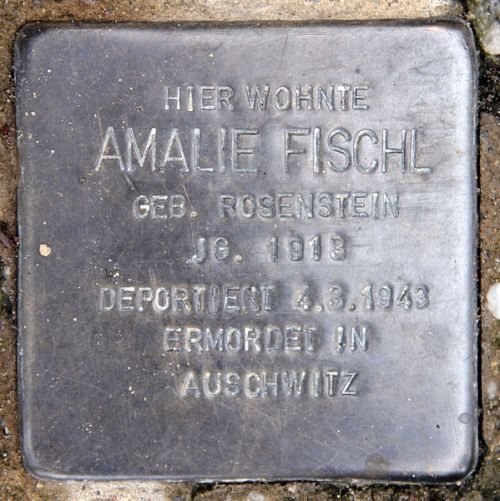 HIER WOHNTE
AMALIE FISCHL
GEB. ROSENSTEIN
JG. 1913
DEPORTIERT 4.3.1943
ERMORDET IN
AUSCHWITZ